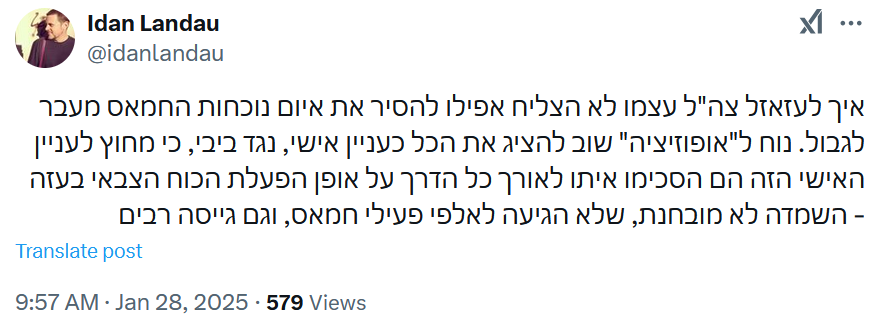 Idan Landau
@idanlandau
איך לעזאזל צה"ל עצמו לא הצליח אפילו להסיר את איום נוכחות החמאס מעבר
לגבול. נוח ל"אופוזיציה" שוב להציג את הכל כעניין אישי, נגד ביבי, כי מחוץ לעניין
האישי הזה הם הסכימו איתו לאורך כל הדרך על אופן הפעלת הכוח הצבאי בעזה
- השמדה לא מובחנת, שלא הגיעה לאלפי פעילי חמאס, וגם גייסה רבים
Translate post
9:57 AM · Jan 28, 2025 · 579 Views